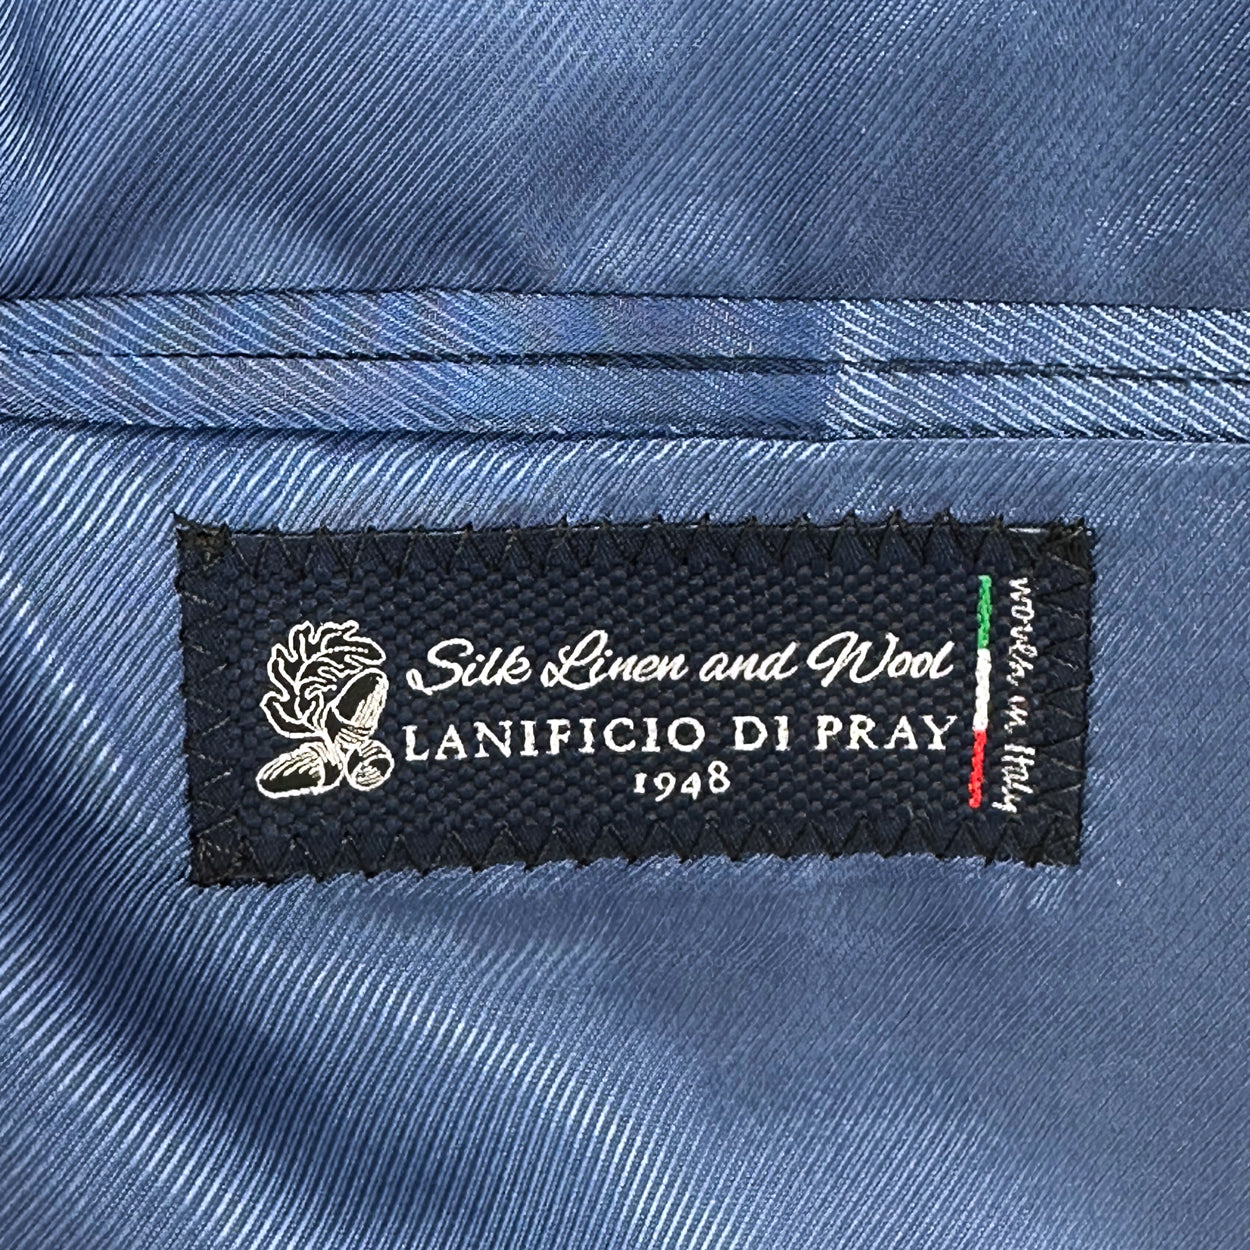 Silk Linen and Wool
LANIFICIO DI PRAY
1948
woven in Italy